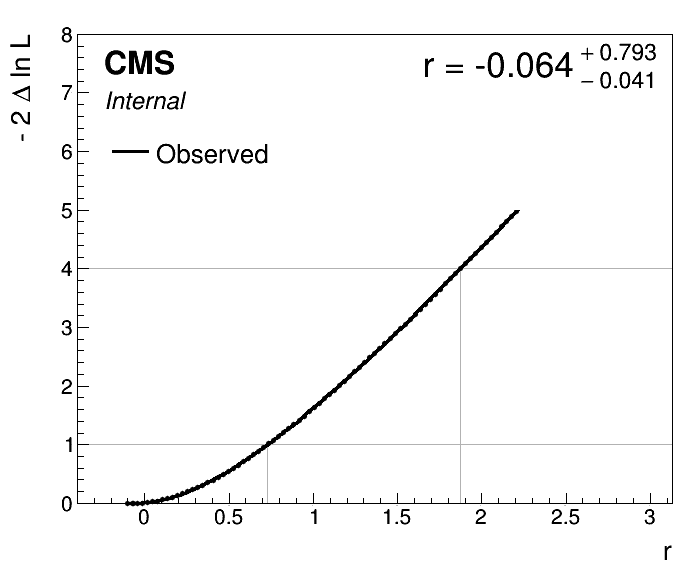 - 2 Δ ln L
8
7
6
5
4
3
2
1
0
CMS
Internal
Observed
r = -0.064 + 0.793 − 0.041
0 0.5 1 1.5 2 2.5 3
r